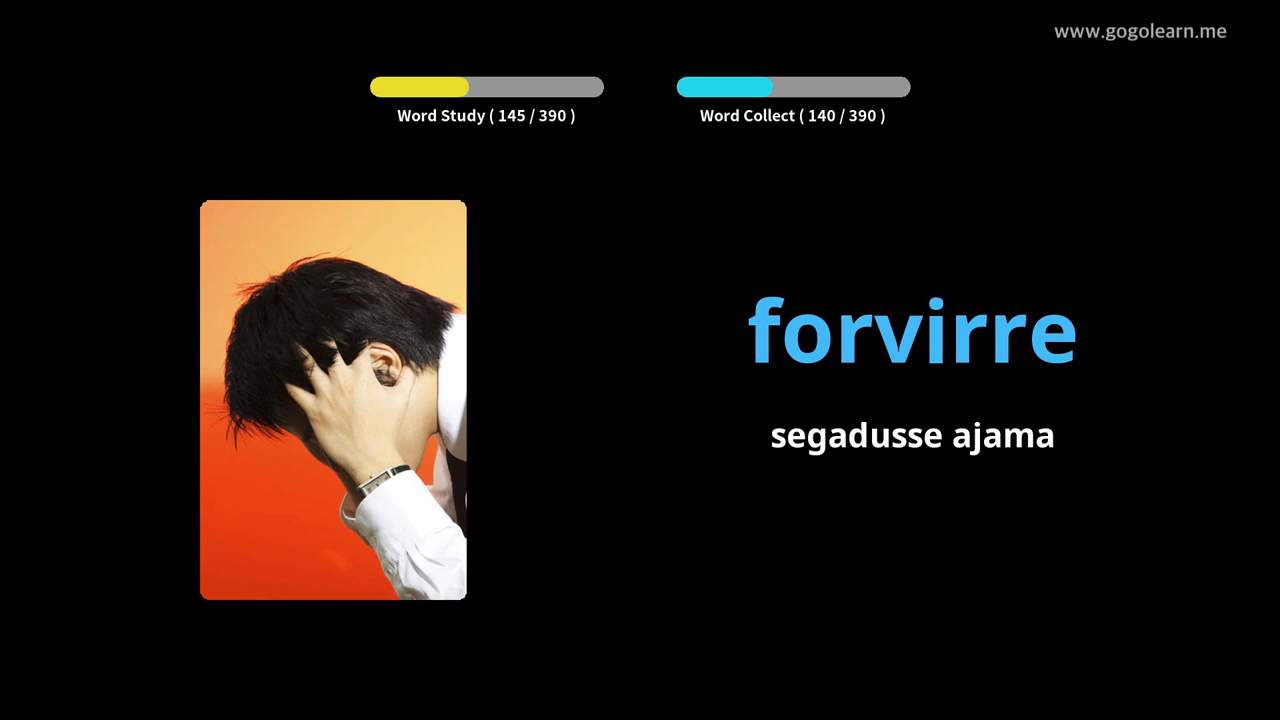 www.gogolearn.me
Word Study ( 145 / 390 )
Word Collect ( 140 / 390 )
forvirre
segadusse ajama